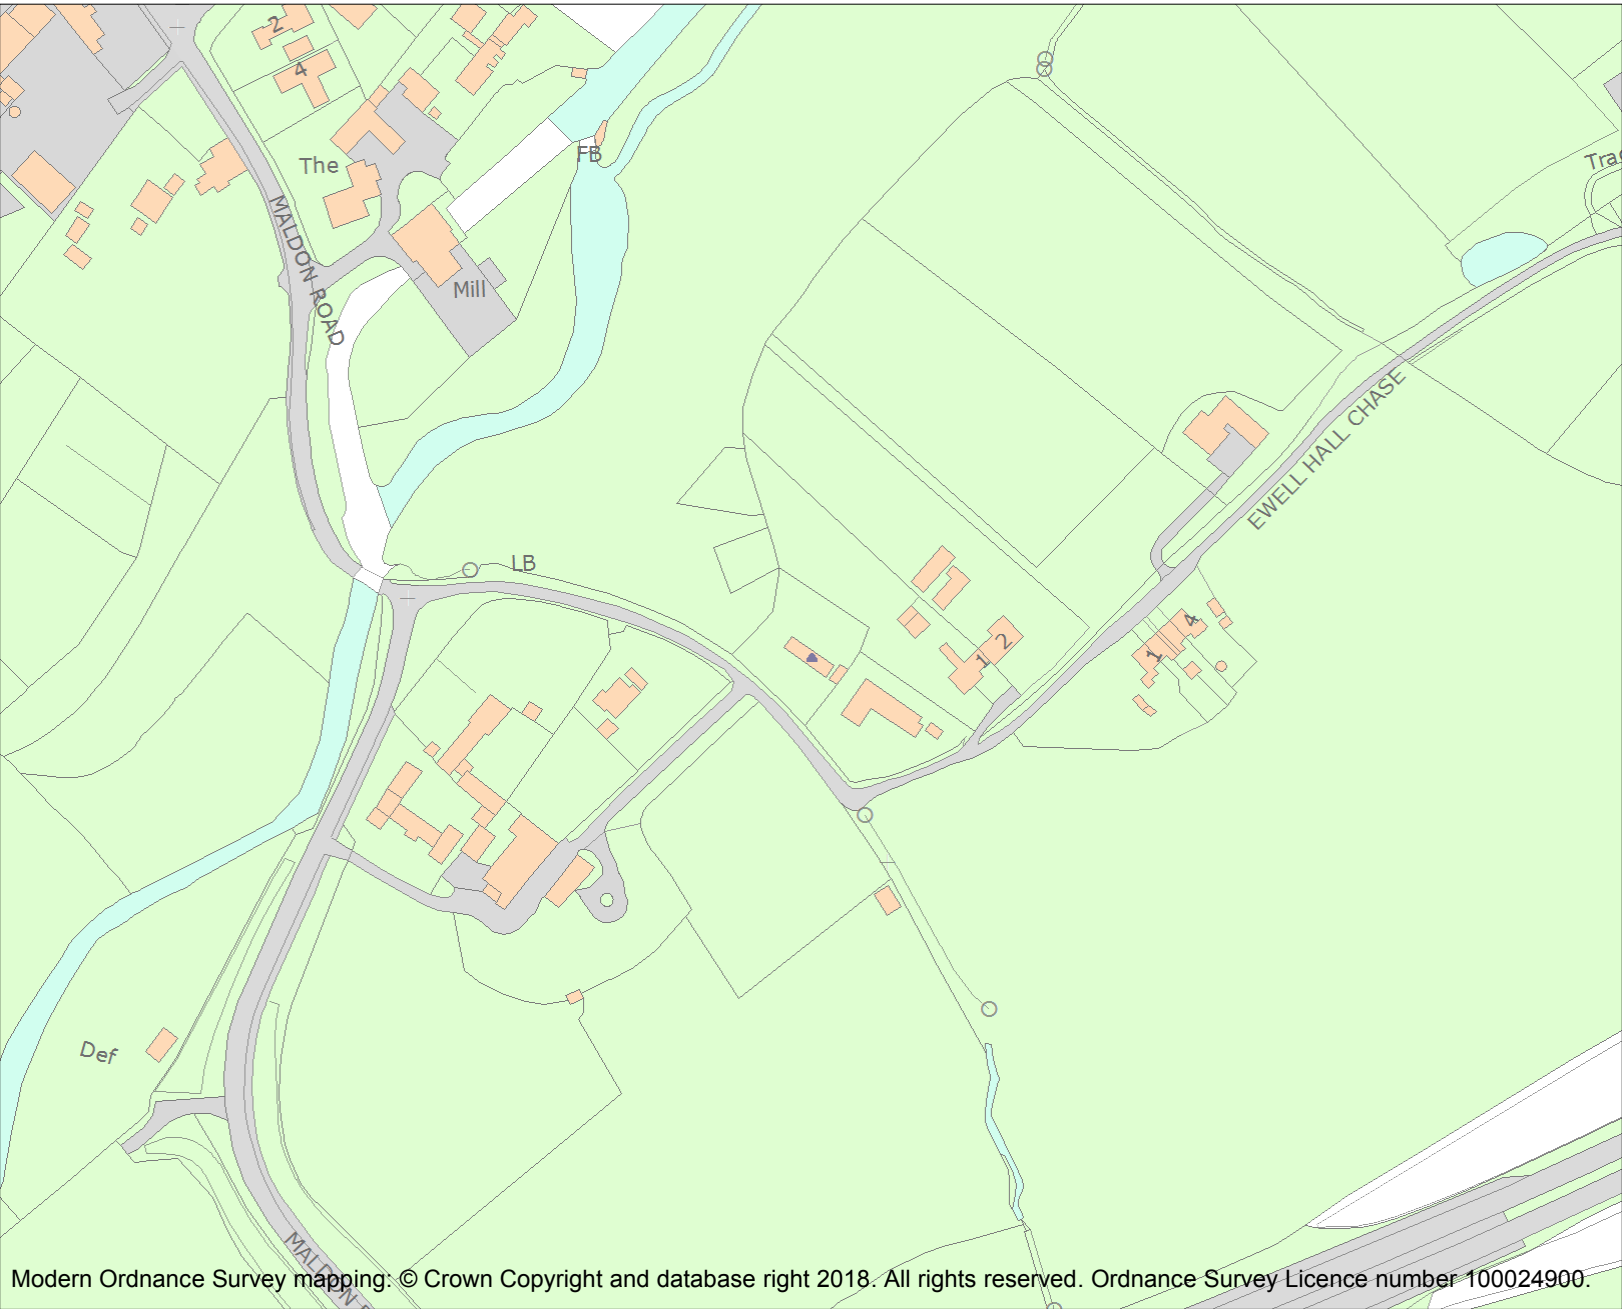 2
4
The
FB
MALDON ROAD
Mill
EWELL HALL CHASE
LB
1 2
1
4
Def
MALDON
Modern Ordnance Survey mapping: © Crown Copyright and database right 2018. All rights reserved. Ordnance Survey Licence number 100024900.